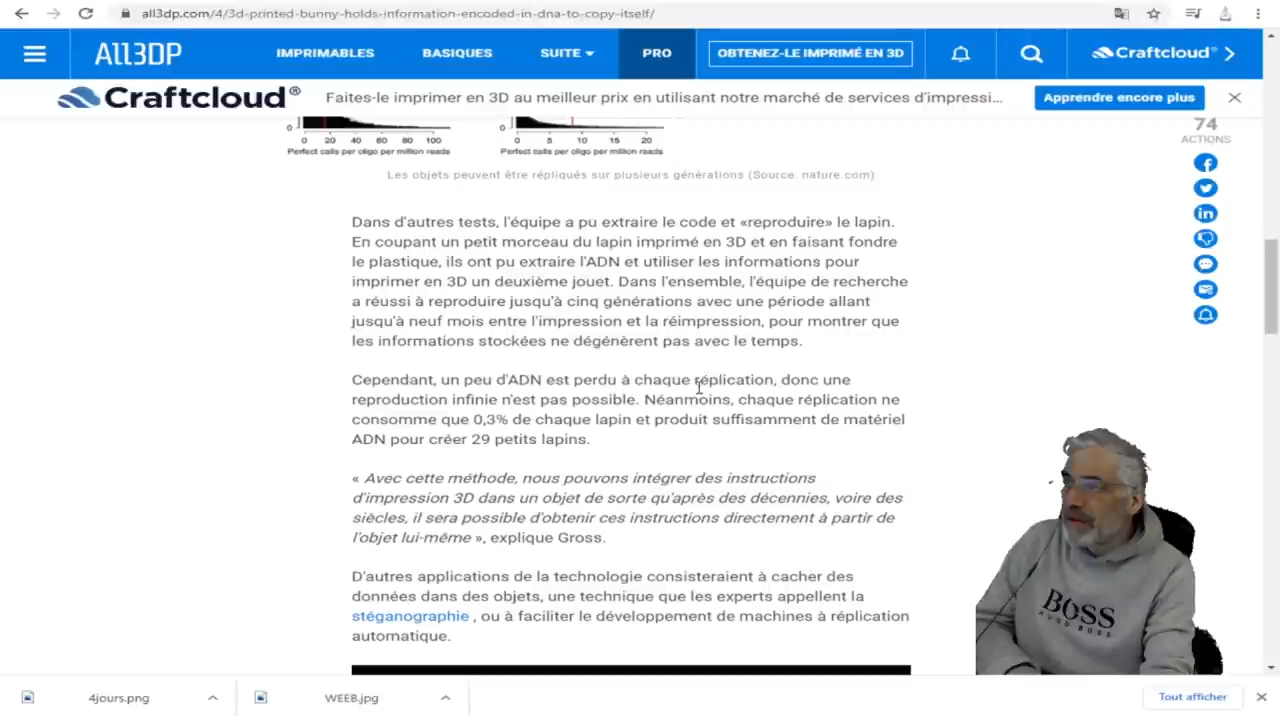 all3dp.com/4/3d-printed-bunny-holds-information-encoded-in-dna-to-copy-itself/
ALL3DP
IMPRIMABLES
BASIQUES
SUITE
PRO
OBTENEZ-LE IMPRIMÉ EN 3D
Craftcloud®
Craftcloud®
Faites-le imprimer en 3D au meilleur prix en utilisant notre marché de services d'impressi...
Apprendre encore plus
0 0
0 20 40 60 80 100 0 5 10 15 20
Perfect calls per oligo per million reads Perfect calls per oligo per million reads
74
ACTIONS
Les objets peuvent être répliqués sur plusieurs générations (Source: nature.com)
Dans d'autres tests, l'équipe a pu extraire le code et «reproduire» le lapin.
En coupant un petit morceau du lapin imprimé en 3D et en faisant fondre
le plastique, ils ont pu extraire l'ADN et utiliser les informations pour
imprimer en 3D un deuxième jouet. Dans l'ensemble, l'équipe de recherche
a réussi à reproduire jusqu'à cinq générations avec une période allant
jusqu'à neuf mois entre l'impression et la réimpression, pour montrer que
les informations stockées ne dégénèrent pas avec le temps.
Cependant, un peu d'ADN est perdu à chaque réplication, donc une
reproduction infinie n'est pas possible. Néanmoins, chaque réplication ne
consomme que 0,3% de chaque lapin et produit suffisamment de matériel
ADN pour créer 29 petits lapins.
« Avec cette méthode, nous pouvons intégrer des instructions
d'impression 3D dans un objet de sorte qu'après des décennies, voire des
siècles, il sera possible d'obtenir ces instructions directement à partir de
l'objet lui-même », explique Gross.
D'autres applications de la technologie consisteraient à cacher des
données dans des objets, une technique que les experts appellent la
stéganographie , ou à faciliter le développement de machines à réplication
automatique.
BOSS
HUGO BOSS
4jours.png
WEEB.jpg
Tout afficher